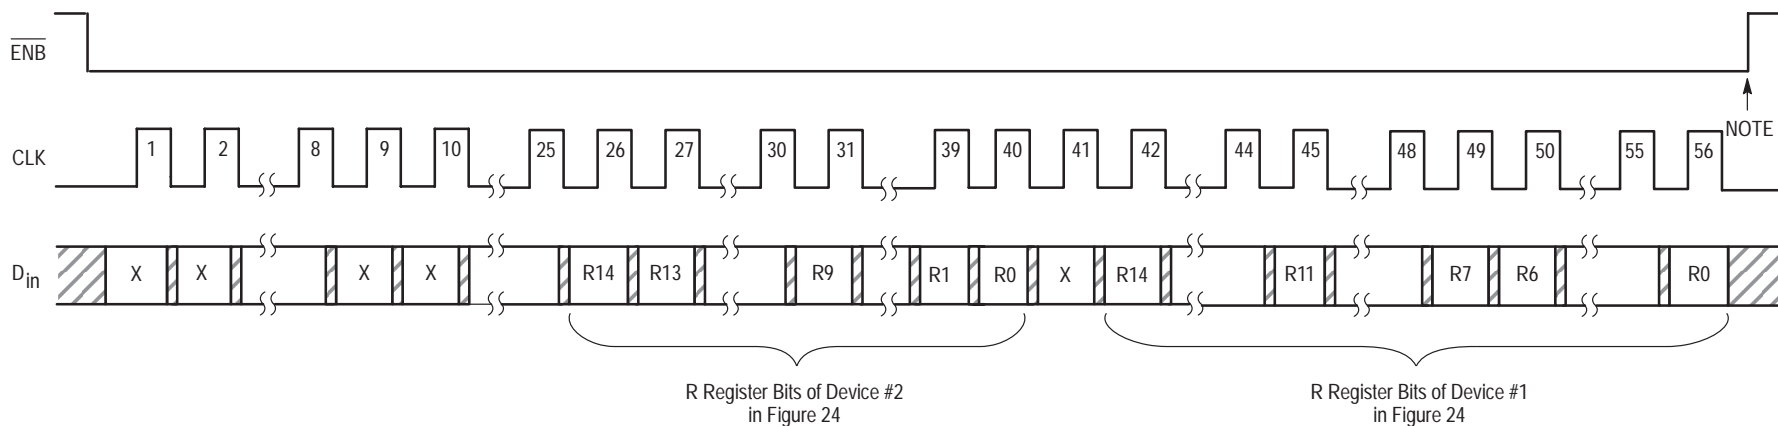 ENB
NOTE
CLK 1 2 8 9 10 25 26 27 30 31 39 40 41 42 44 45 48 49 50 55 56
Din X X X X R14 R13 R9 R1 R0 X R14 R11 R7 R6 R0
R Register Bits of Device #2
in Figure 24
R Register Bits of Device #1
in Figure 24